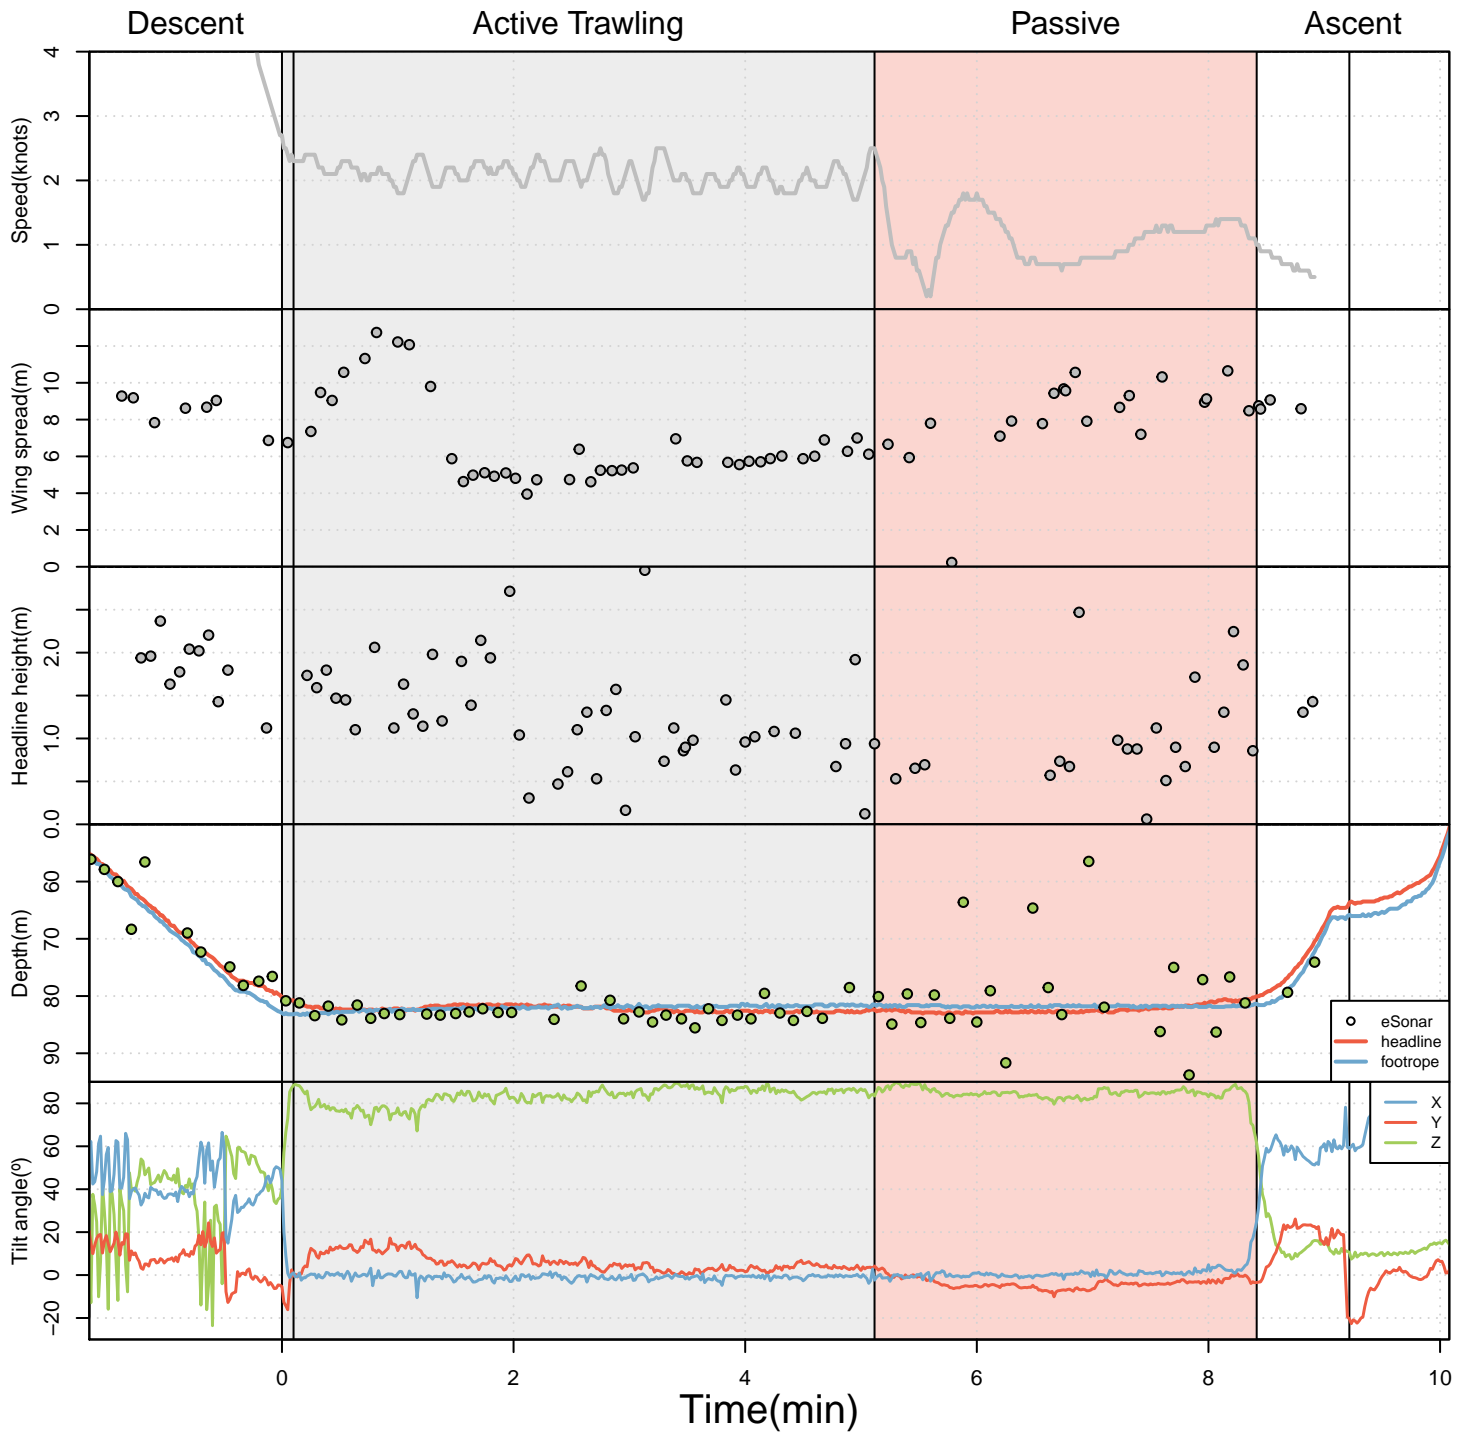 Descent Active Trawling Passive Ascent
Speed(knots)
4
3
2
1
0
Wing spread(m)
10
8
6
4
2
0
Headline height(m)
2.0
1.0
0.0
Depth(m)
60
70
80
90
eSonar
headline
footrope
Tilt angle(º)
80
60
40
20
0
−20
X
Y
Z
0 2 4 6 8 10
Time(min)